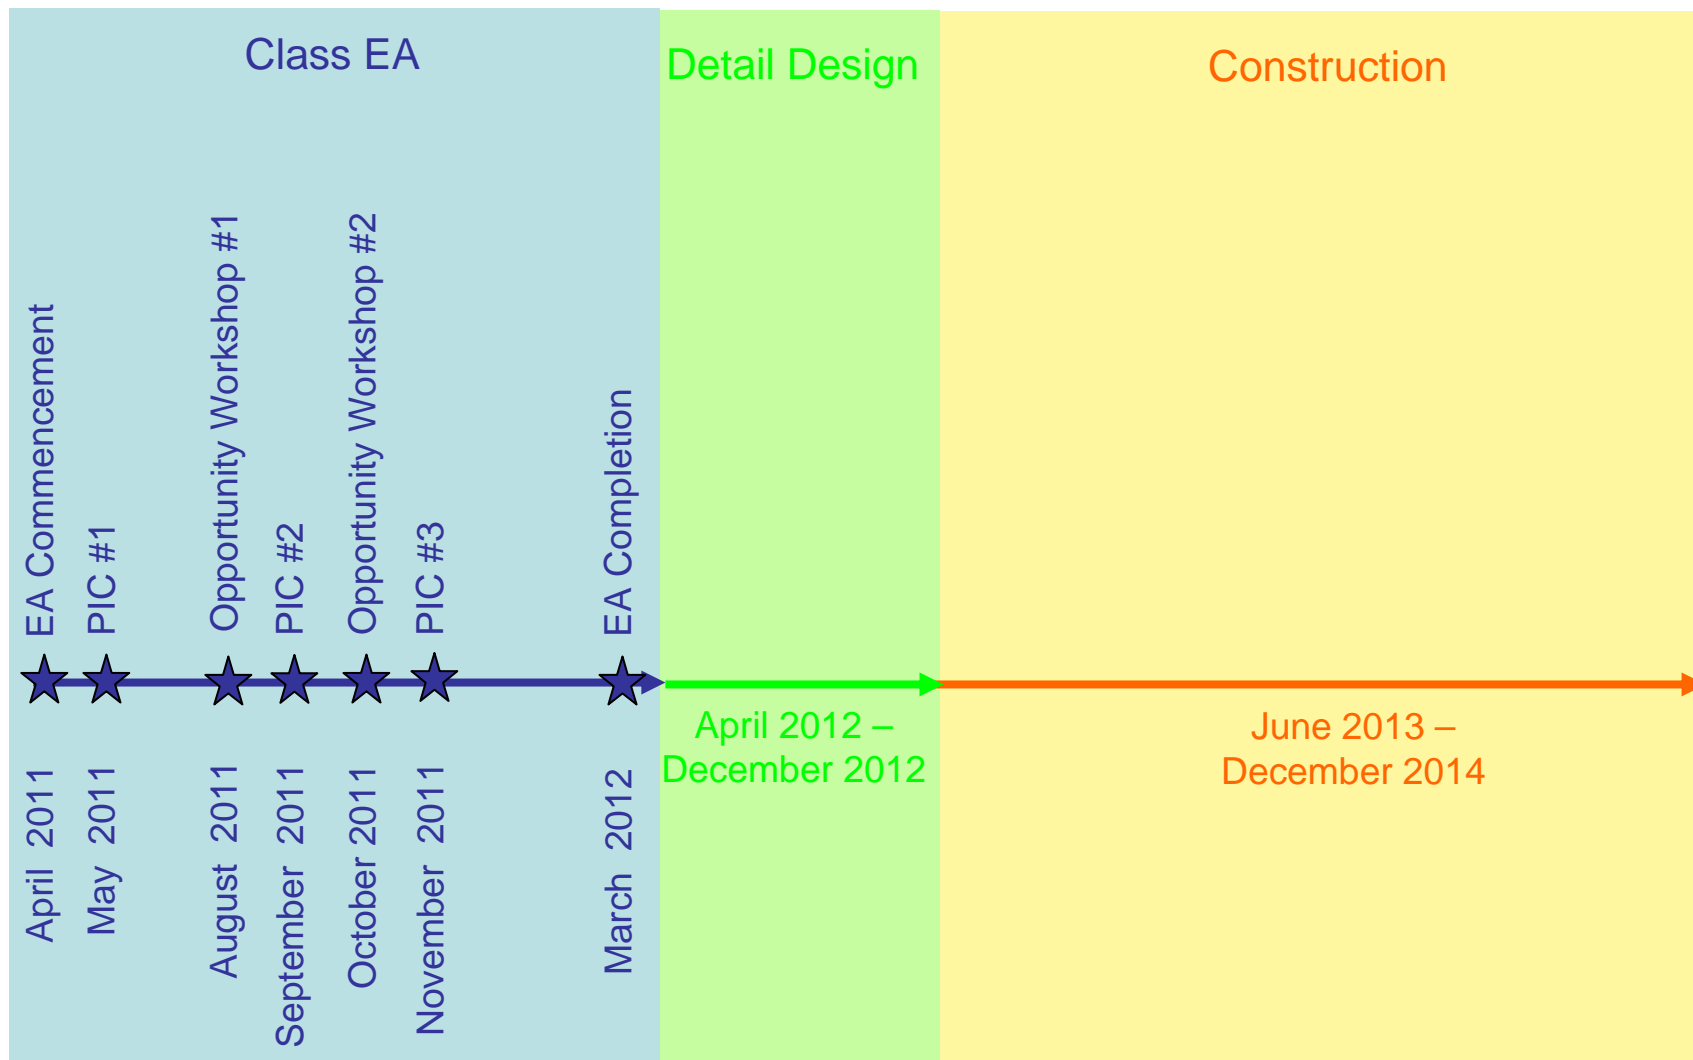 Class EA
Detail Design
Construction
EA Commencement
PIC #1
Opportunity Workshop #1
PIC #2
Opportunity Workshop #2
PIC #3
EA Completion
April 2011
May 2011
August 2011
September 2011
October 2011
November 2011
March 2012
April 2012 –
December 2012
June 2013 –
December 2014